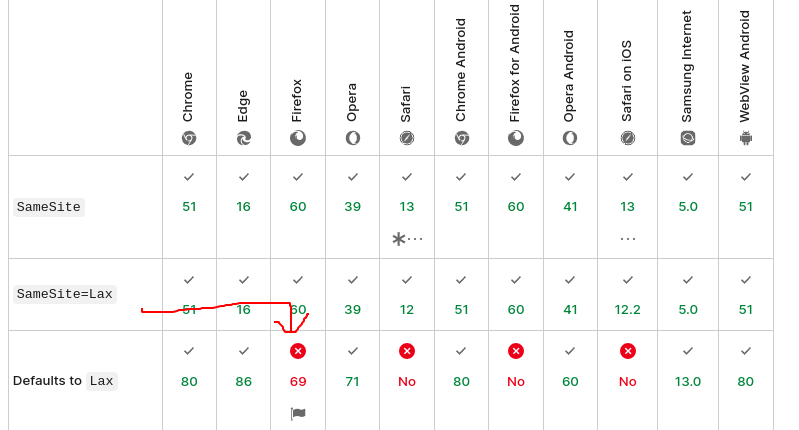 Chrome Edge Firefox Opera Safari Chrome Android Firefox for Android Opera Android Safari on iOS Samsung Internet WebView Android
SameSite 51 16 60 39 13 51 60 41 13 5.0 51
SameSite=Lax 51 16 60 39 12 51 60 41 12.2 5.0 51
Defaults to Lax 80 86 69 71 No 80 No 60 No 13.0 80